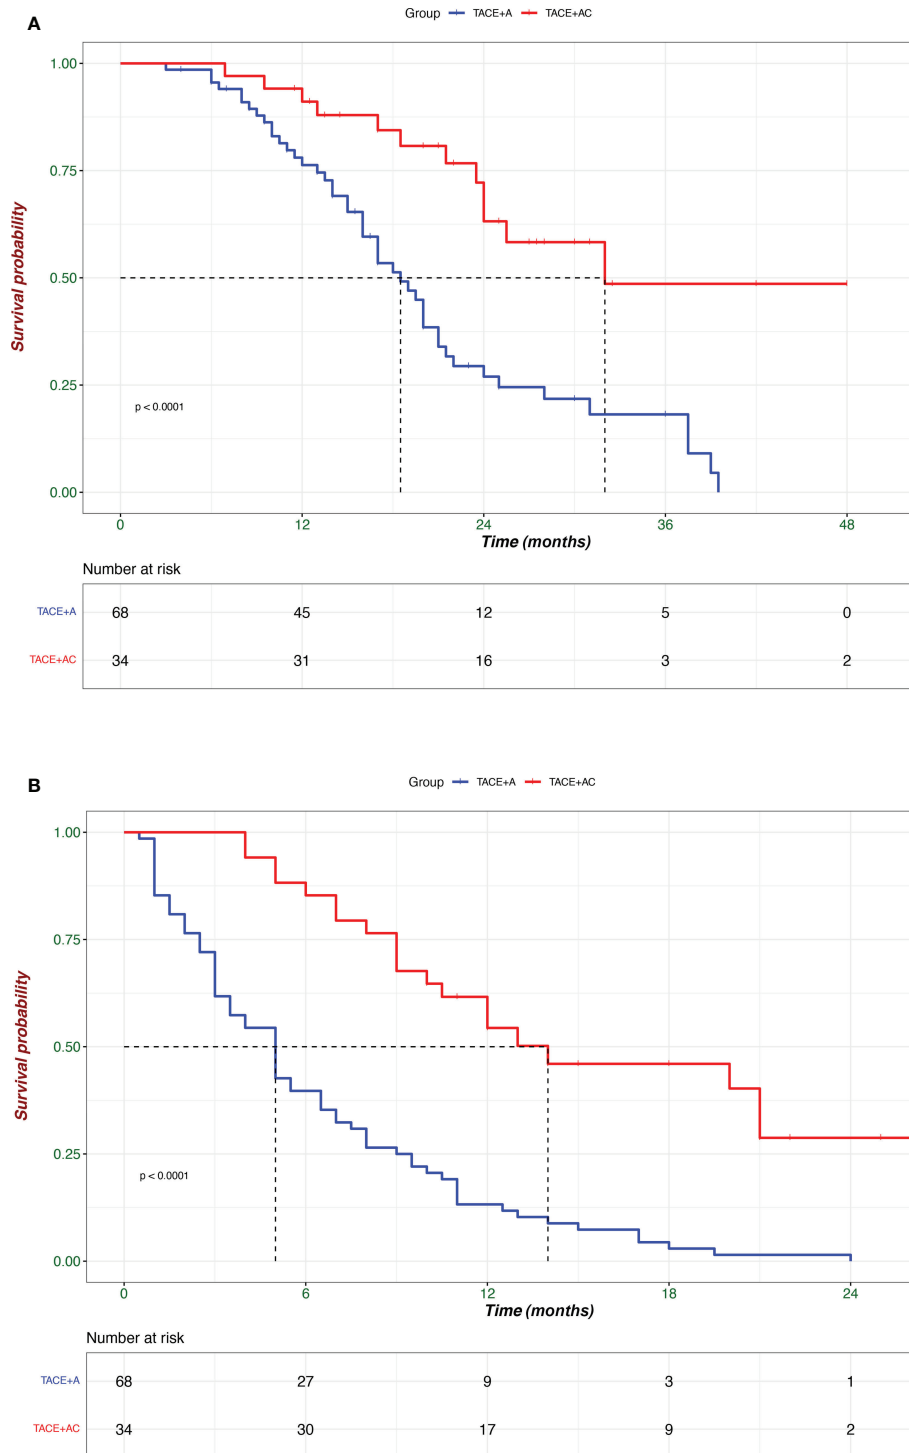 A
Group TACE+A TACE+AC
1.00
0.75
0.50
0.25
0.00
Survival probability
p < 0.0001
0 12 24 36 48
Time (months)
Number at risk
TACE+A 68 45 12 5 0
TACE+AC 34 31 16 3 2
B
Group TACE+A TACE+AC
1.00
0.75
0.50
0.25
0.00
Survival probability
p < 0.0001
0 6 12 18 24
Time (months)
Number at risk
TACE+A 68 27 9 3 1
TACE+AC 34 30 17 9 2